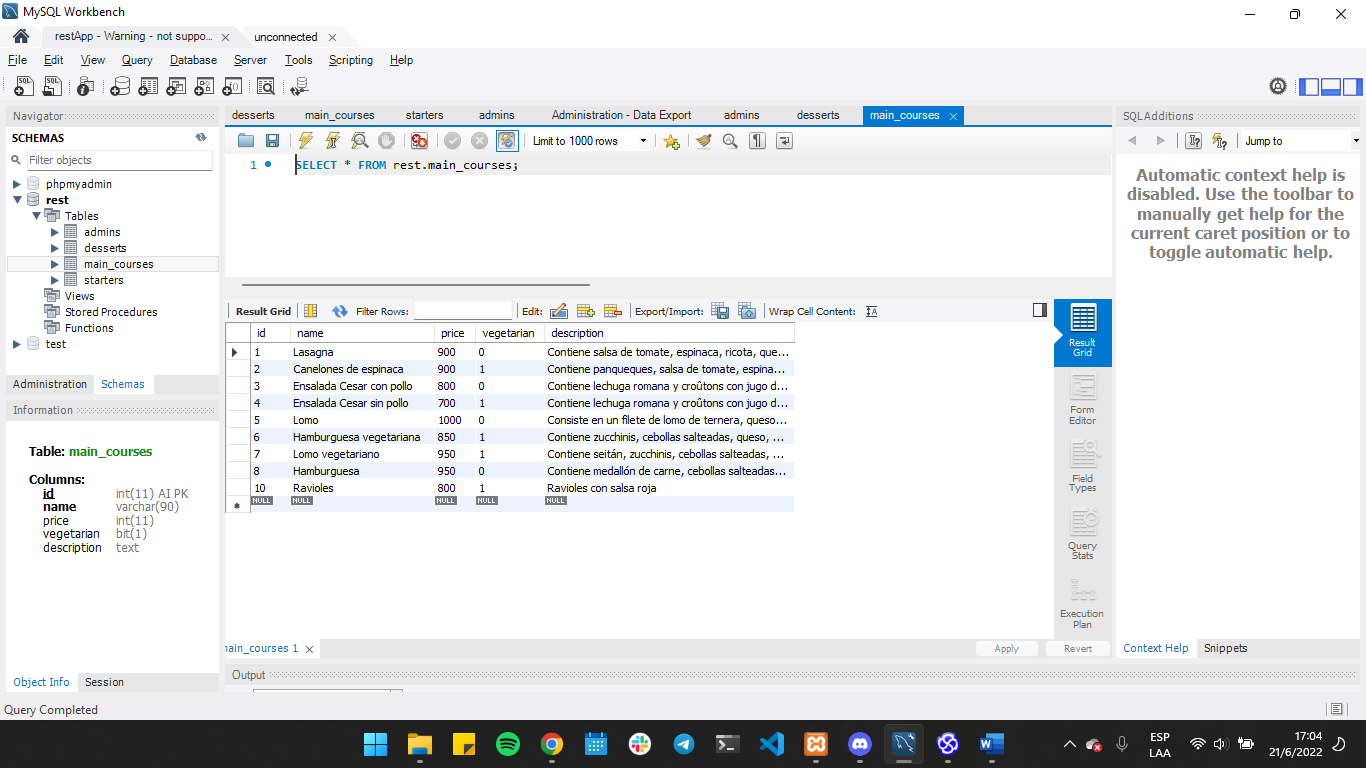 MySQL Workbench
restApp - Warning - not suppo...
unconnected
File Edit View Query Database Server Tools Scripting Help
Navigator
SCHEMAS
Filter objects
phpmyadmin
rest
Tables
admins
desserts
main_courses
starters
Views
Stored Procedures
Functions
test
Administration Schemas
Information
Table: main_courses
Columns:
id int(11) AI PK
name varchar(90)
price int(11)
vegetarian bit(1)
description text
Object Info Session
desserts main_courses starters admins Administration - Data Export admins desserts main_courses
Limit to 1000 rows
1 SELECT * FROM rest.main_courses;
Result Grid Filter Rows: Edit: Export/Import: Wrap Cell Content:
id name price vegetarian description
1 Lasagna 900 0 Contiene salsa de tomate, espinaca, ricota, que...
2 Canelones de espinaca 900 1 Contiene panqueques, salsa de tomate, espina...
3 Ensalada Cesar con pollo 800 0 Contiene lechuga romana y croûtons con jugo d...
4 Ensalada Cesar sin pollo 700 1 Contiene lechuga romana y croûtons con jugo d...
5 Lomo 1000 0 Consiste en un filete de lomo de ternera, queso...
6 Hamburguesa vegetariana 850 1 Contiene zucchinis, cebollas salteadas, queso, ...
7 Lomo vegetariano 950 1 Contiene seitán, zucchinis, cebollas salteadas, ...
8 Hamburguesa 950 0 Contiene medallón de carne, cebollas salteadas...
10 Ravioles 800 1 Ravioles con salsa roja
NULL NULL NULL NULL NULL
Result
Grid
Form
Editor
Field
Types
Query
Stats
Execution
Plan
main_courses 1
Apply Revert
Output
SQLAdditions
Jump to
Automatic context help is
disabled. Use the toolbar to
manually get help for the
current caret position or to
toggle automatic help.
Context Help Snippets
Query Completed
ESP
LAA
17:04
21/6/2022